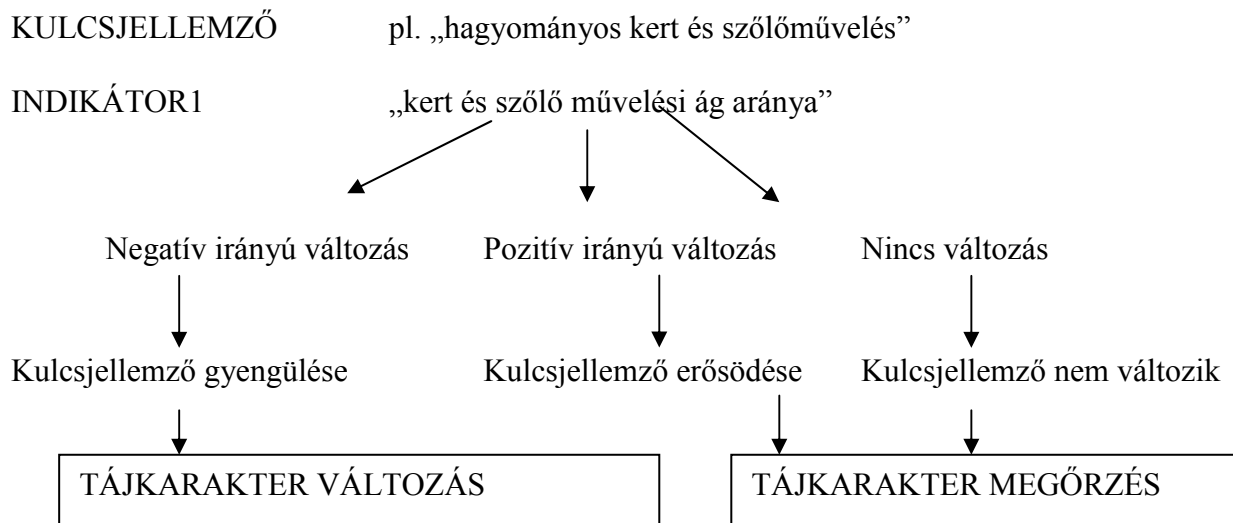 KULCSJELLEMZŐ pl. „hagyományos kert és szőlőművelés”
INDIKÁTOR1 „kert és szőlő művelési ág aránya”
Negatív irányú változás Pozitív irányú változás Nincs változás
Kulcsjellemző gyengülése Kulcsjellemző erősödése Kulcsjellemző nem változik
TÁJKARAKTER VÁLTOZÁS TÁJKARAKTER MEGŐRZÉS